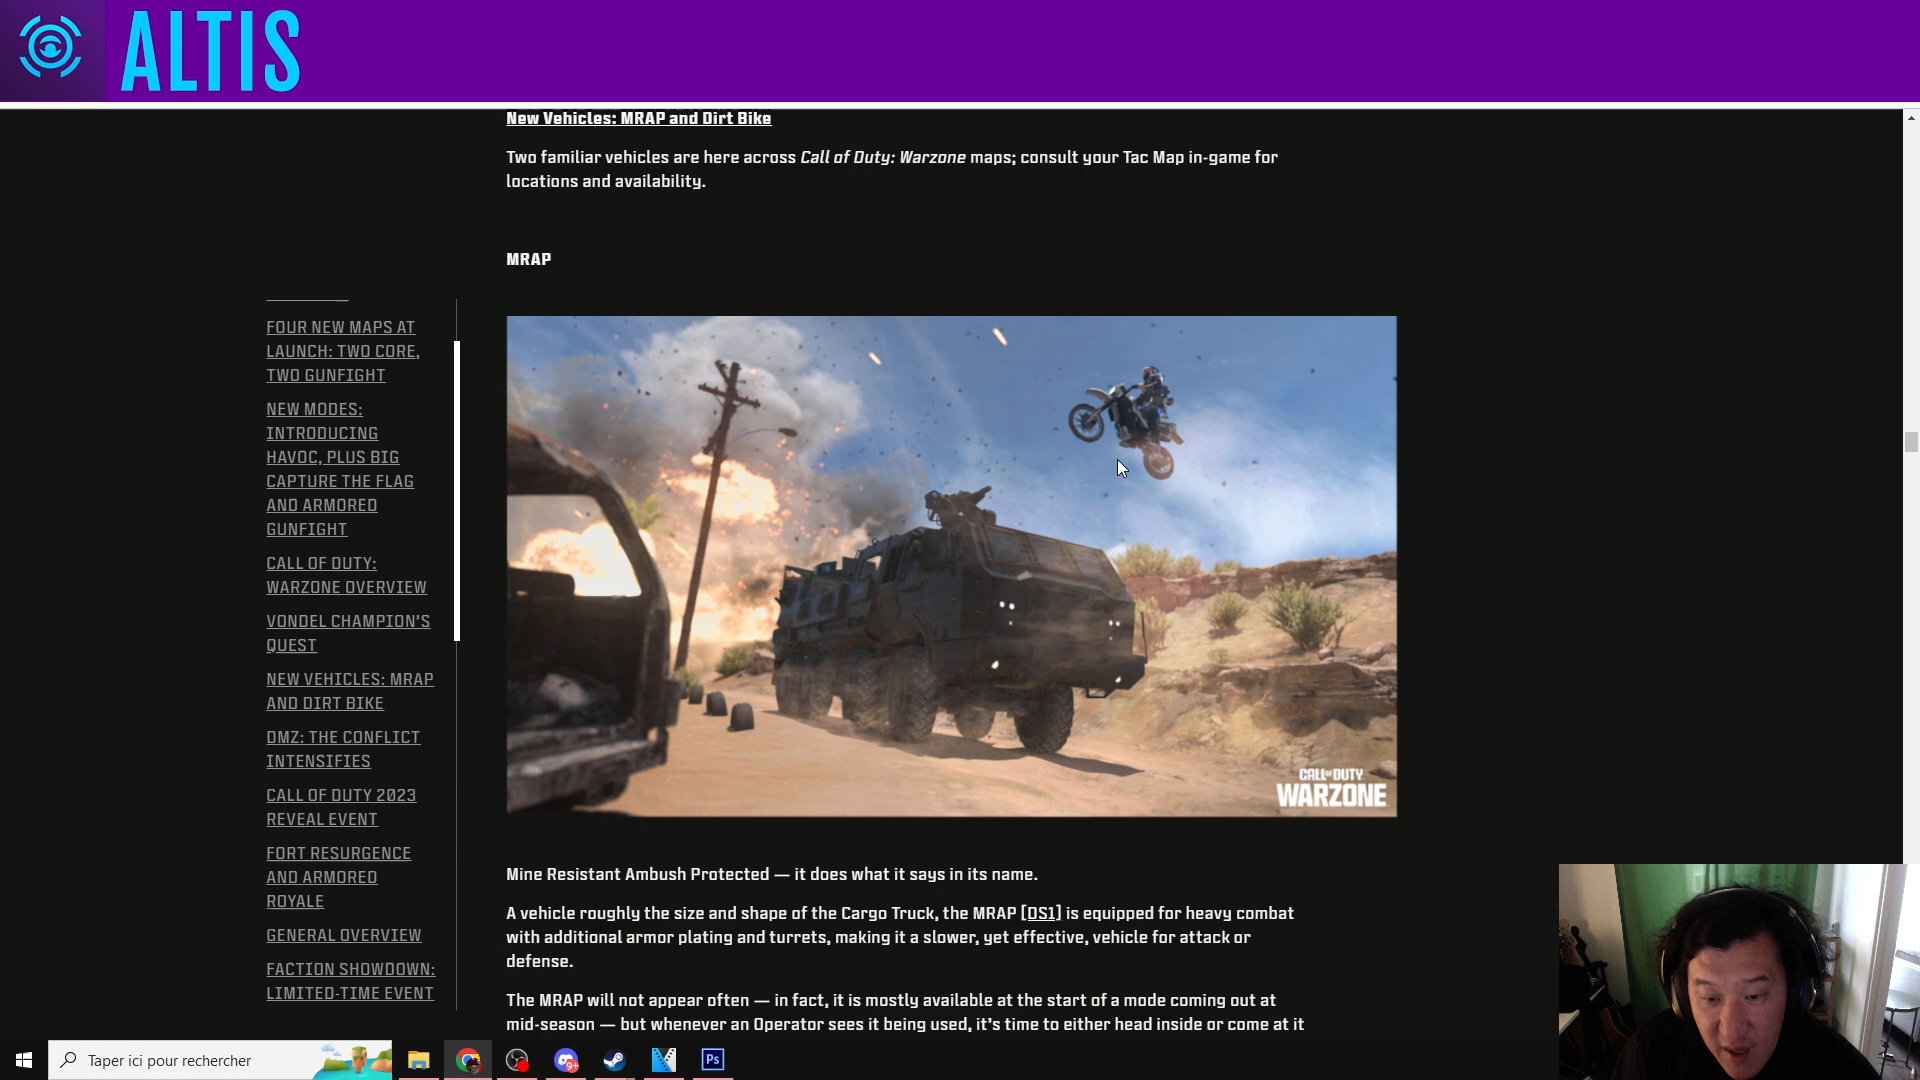 ALTIS
New Vehicles: MRAP and Dirt Bike
Two familiar vehicles are here across Call of Duty: Warzone maps; consult your Tac Map in-game for
locations and availability.
MRAP
FOUR NEW MAPS AT
LAUNCH: TWO CORE,
TWO GUNFIGHT
NEW MODES:
INTRODUCING
HAVOC, PLUS BIG
CAPTURE THE FLAG
AND ARMORED
GUNFIGHT
CALL OF DUTY:
WARZONE OVERVIEW
VONDEL CHAMPION'S
QUEST
NEW VEHICLES: MRAP
AND DIRT BIKE
DMZ: THE CONFLICT
INTENSIFIES
CALL OF DUTY 2023
REVEAL EVENT
FORT RESURGENCE
AND ARMORED
ROYALE
GENERAL OVERVIEW
FACTION SHOWDOWN:
LIMITED-TIME EVENT
CALL OF DUTY
WARZONE
Mine Resistant Ambush Protected — it does what it says in its name.
A vehicle roughly the size and shape of the Cargo Truck, the MRAP [DS1] is equipped for heavy combat
with additional armor plating and turrets, making it a slower, yet effective, vehicle for attack or
defense.
The MRAP will not appear often — in fact, it is mostly available at the start of a mode coming out at
mid-season — but whenever an Operator sees it being used, it's time to either head inside or come at it
Taper ici pour rechercher
9+
Ps